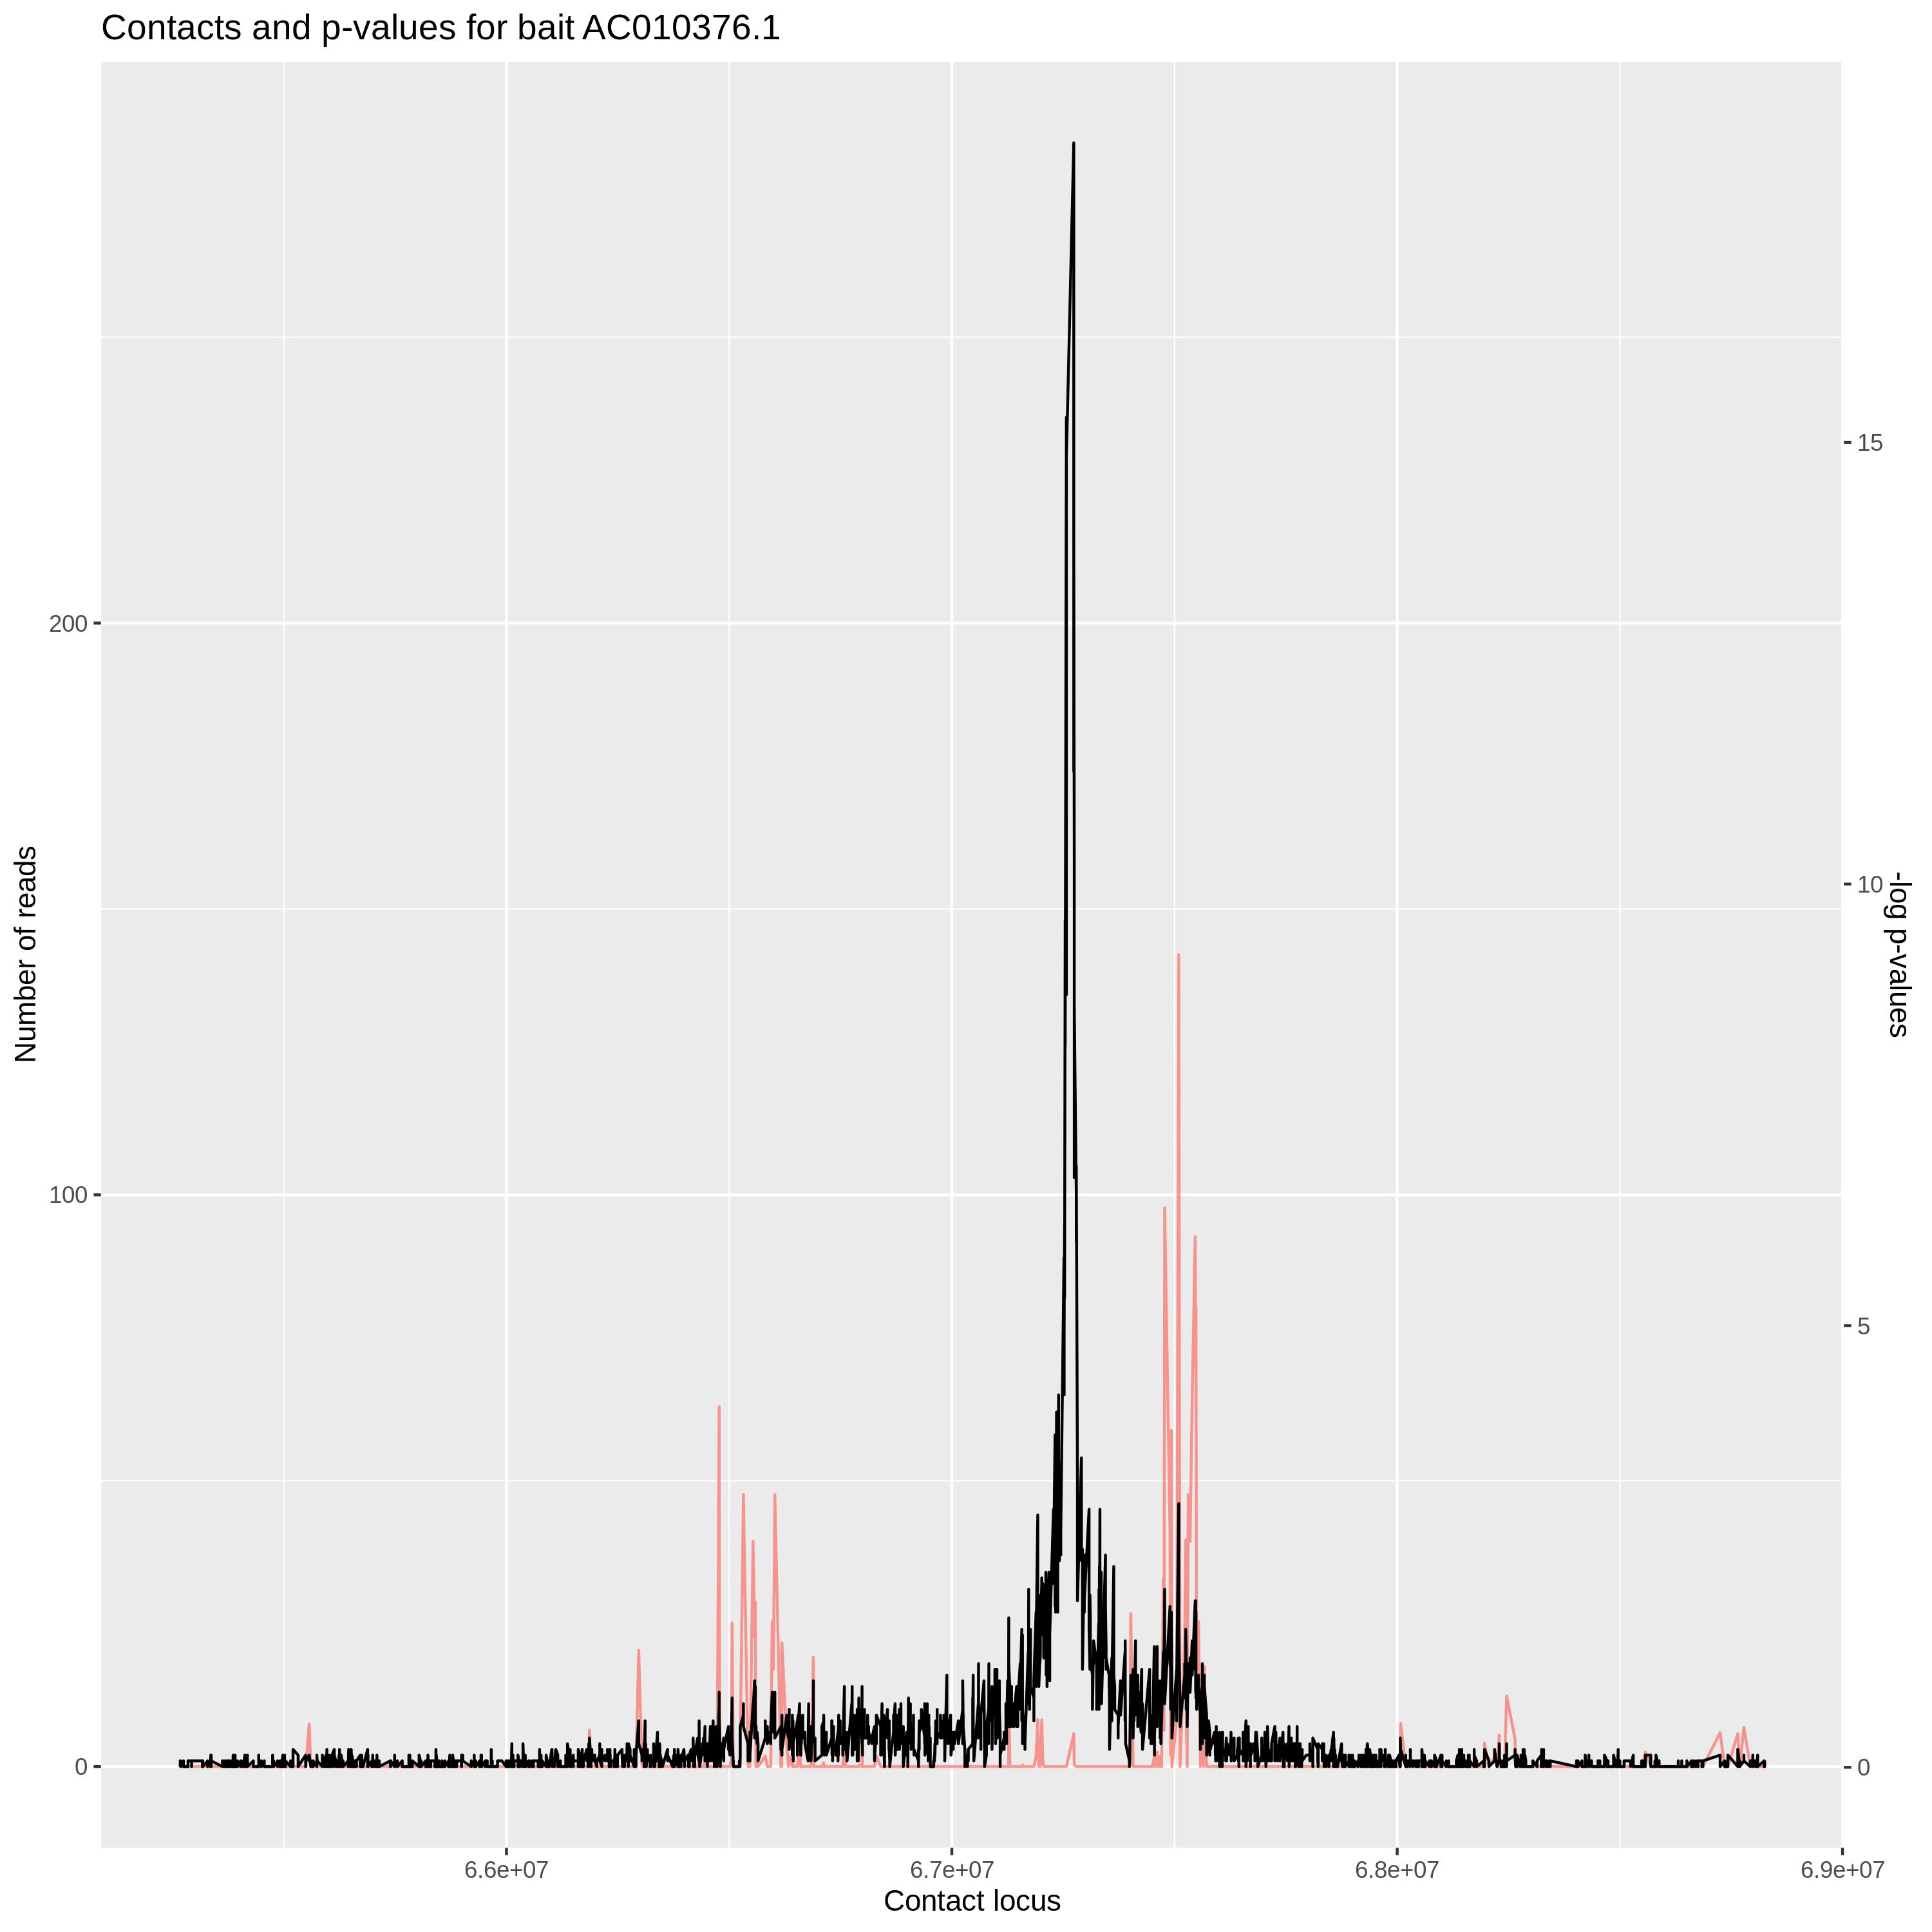 Contacts and p-values for bait AC010376.1
200
100
0
Number of reads
15
10
5
0
-log p-values
6.6e+07
6.7e+07
6.8e+07
6.9e+07
Contact locus